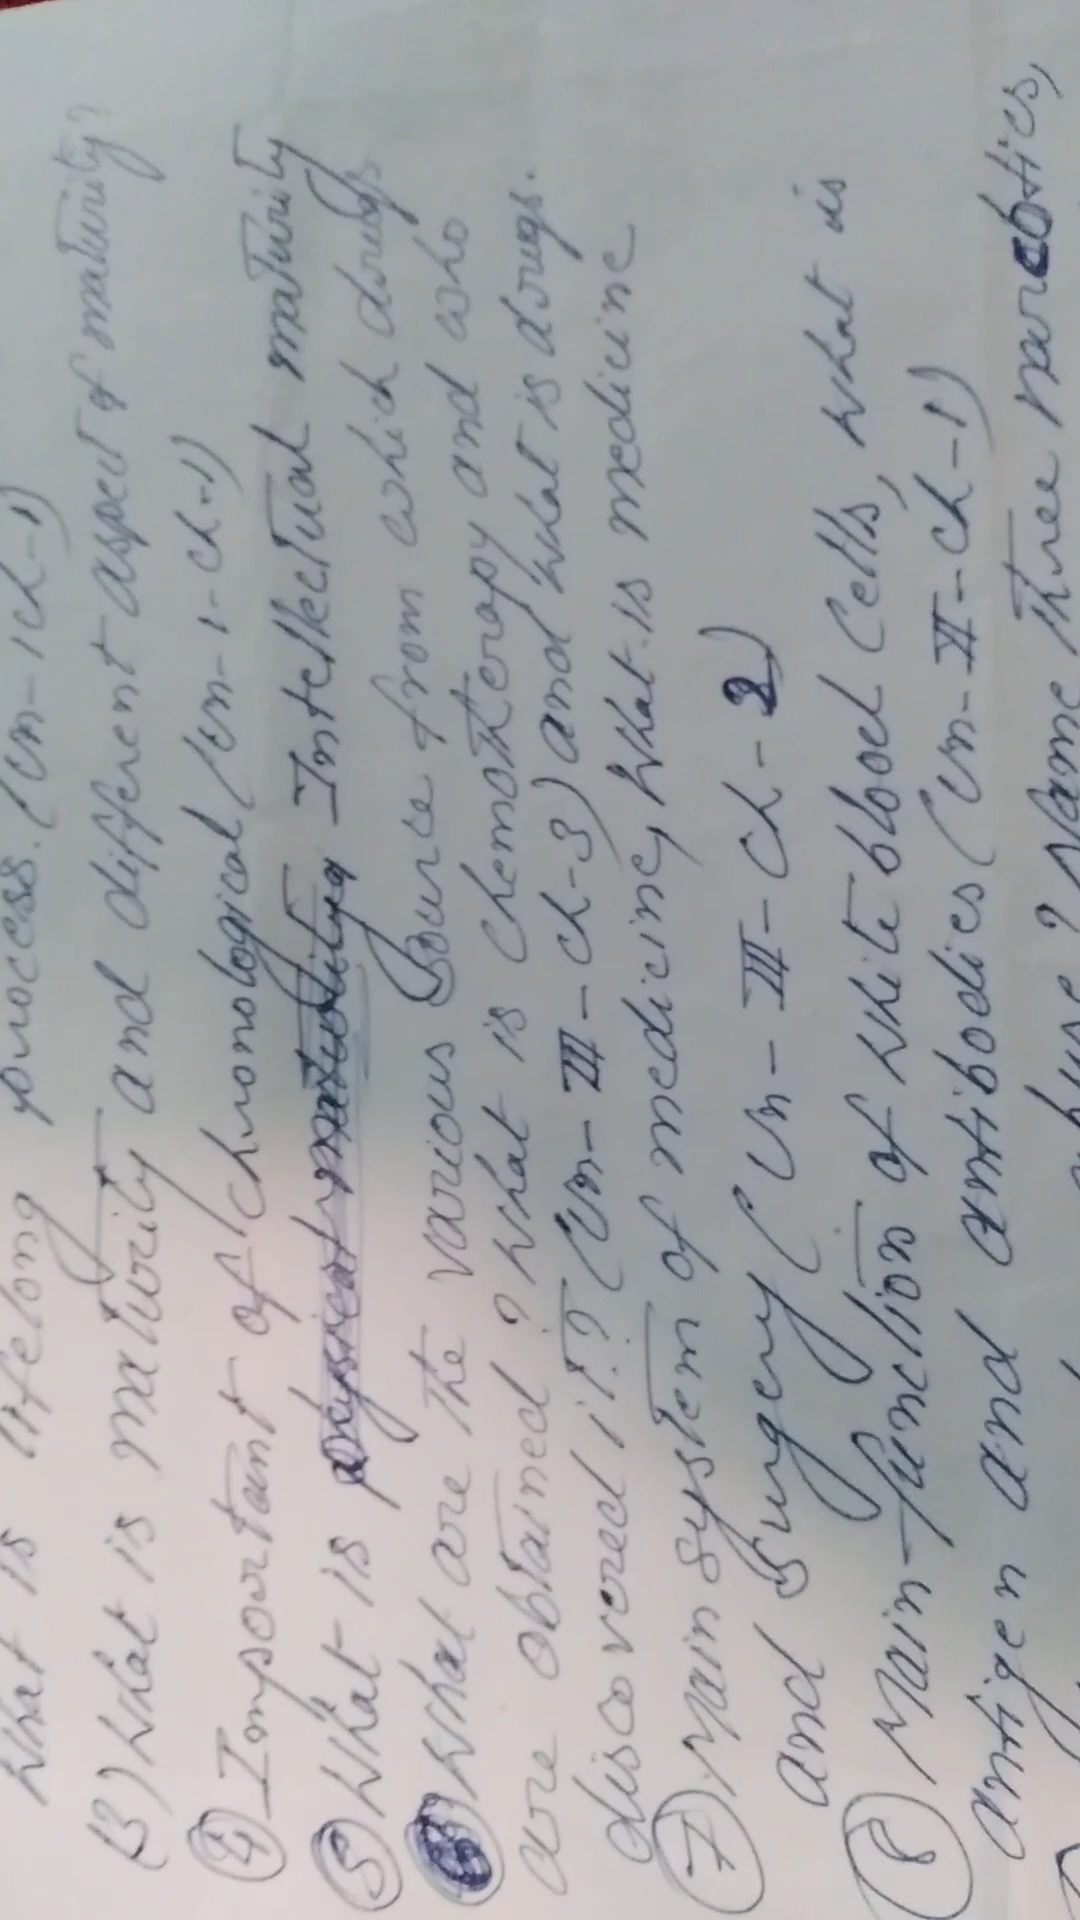 What is lifelong process. (Un-1 ch-1)
(3) What is maturity and different aspect of maturity?
(4) Important of chronological (Un-1-ch-1)
(5) What is Intellectual maturity
(6) What are the various Source from which drugs
are obtained? What is chemotherapy and who
discovered it?? (Un-III-ch-3) and what is drugs.
(7) Main system of medicine, What is medicine
and Surgery (Un-III-ch-2)
(8) Main-function of white blood Cells, what is
antigen and antibodies (Un-VI-ch-1)
? Name three narcotics,